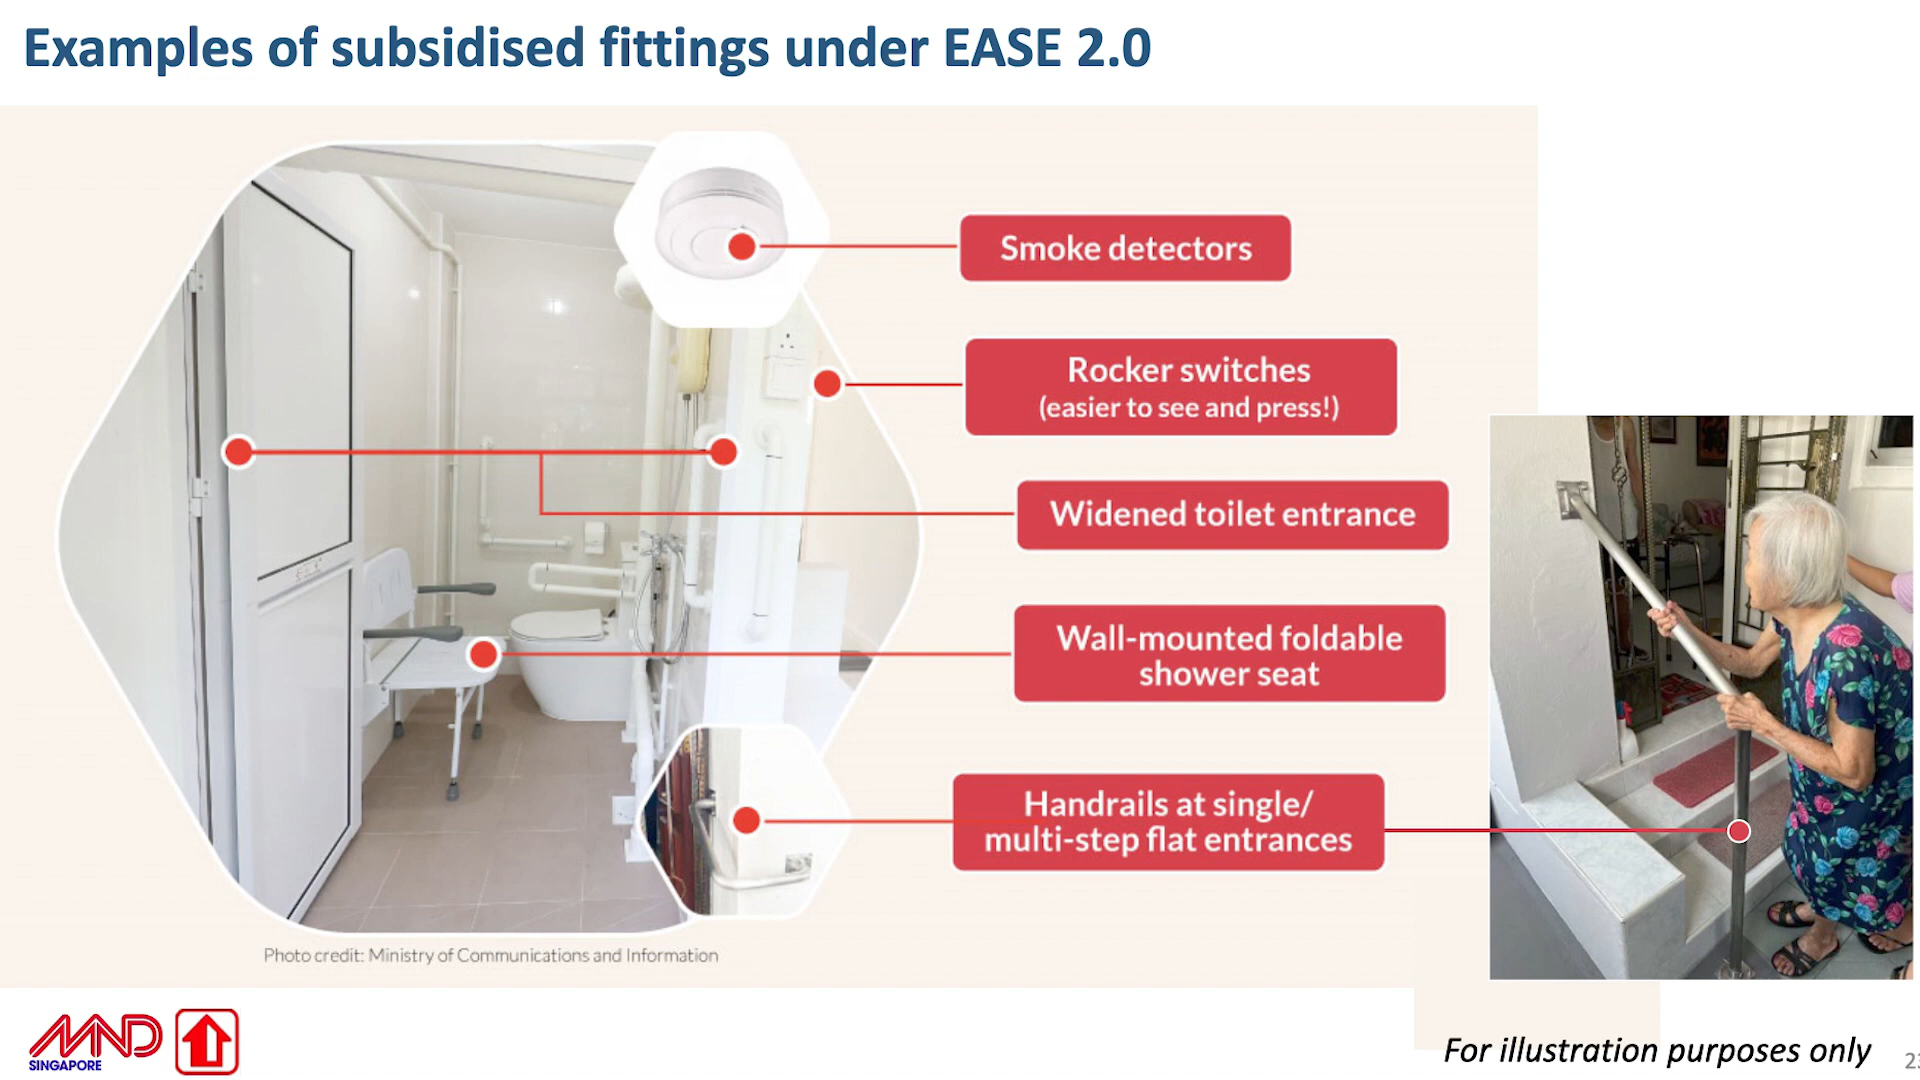 Examples of subsidised fittings under EASE 2.0
Smoke detectors
Rocker switches
(easier to see and press!)
Widened toilet entrance
Wall-mounted foldable
shower seat
Handrails at single/
multi-step flat entrances
Photo credit: Ministry of Communications and Information
MND
SINGAPORE
For illustration purposes only